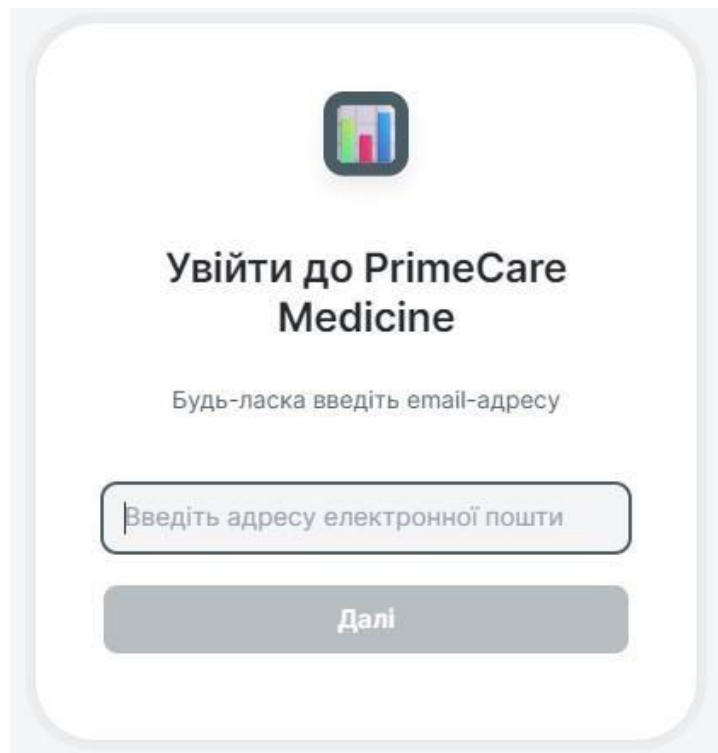 Увійти до PrimeCare
Medicine
Будь-ласка введіть email-адресу
Введіть адресу електронної пошти
Далі